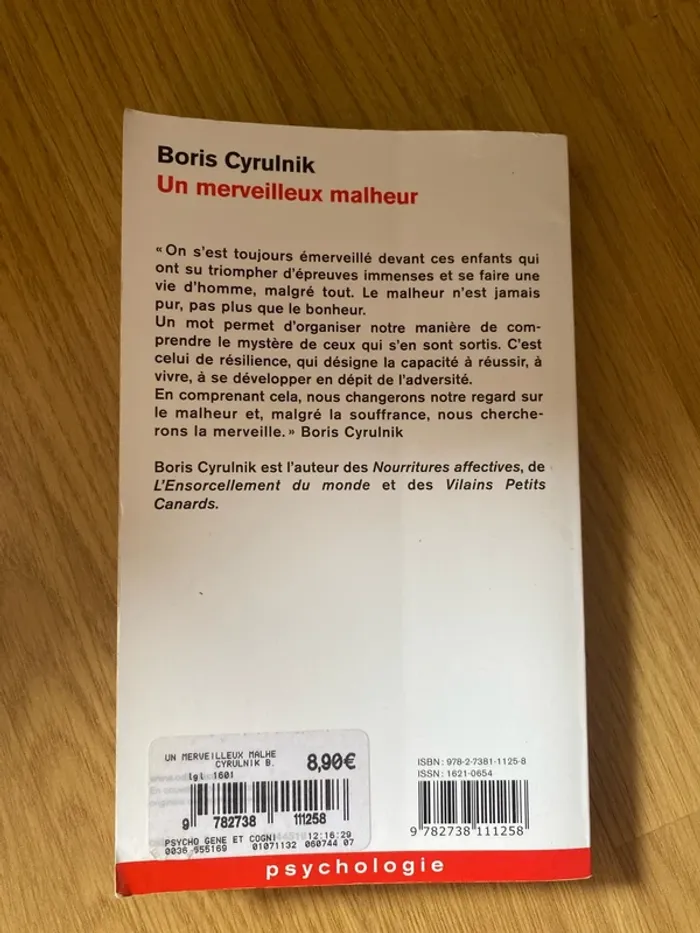 Boris Cyrulnik
Un merveilleux malheur
« On s'est toujours émerveillé devant ces enfants qui
ont su triompher d'épreuves immenses et se faire une
vie d'homme, malgré tout. Le malheur n'est jamais
pur, pas plus que le bonheur.
Un mot permet d'organiser notre manière de com-
prendre le mystère de ceux qui s'en sont sortis. C'est
celui de résilience, qui désigne la capacité à réussir, à
vivre, à se développer en dépit de l'adversité.
En comprenant cela, nous changerons notre regard sur
le malheur et, malgré la souffrance, nous cherche-
rons la merveille. » Boris Cyrulnik
Boris Cyrulnik est l'auteur des Nourritures affectives, de
L'Ensorcellement du monde et des Vilains Petits
Canards.
UN MERVEILLEUX MALHE
CYRULNIK B.
8,90€
lgl 1601
9 782738 111258
PSYCHO GENE ET COGNI 12:16:29
0036 555169 01071132 060744 07
ISBN : 978-2-7381-1125-8
ISSN : 1621-0654
9 782738 111258
psychologie